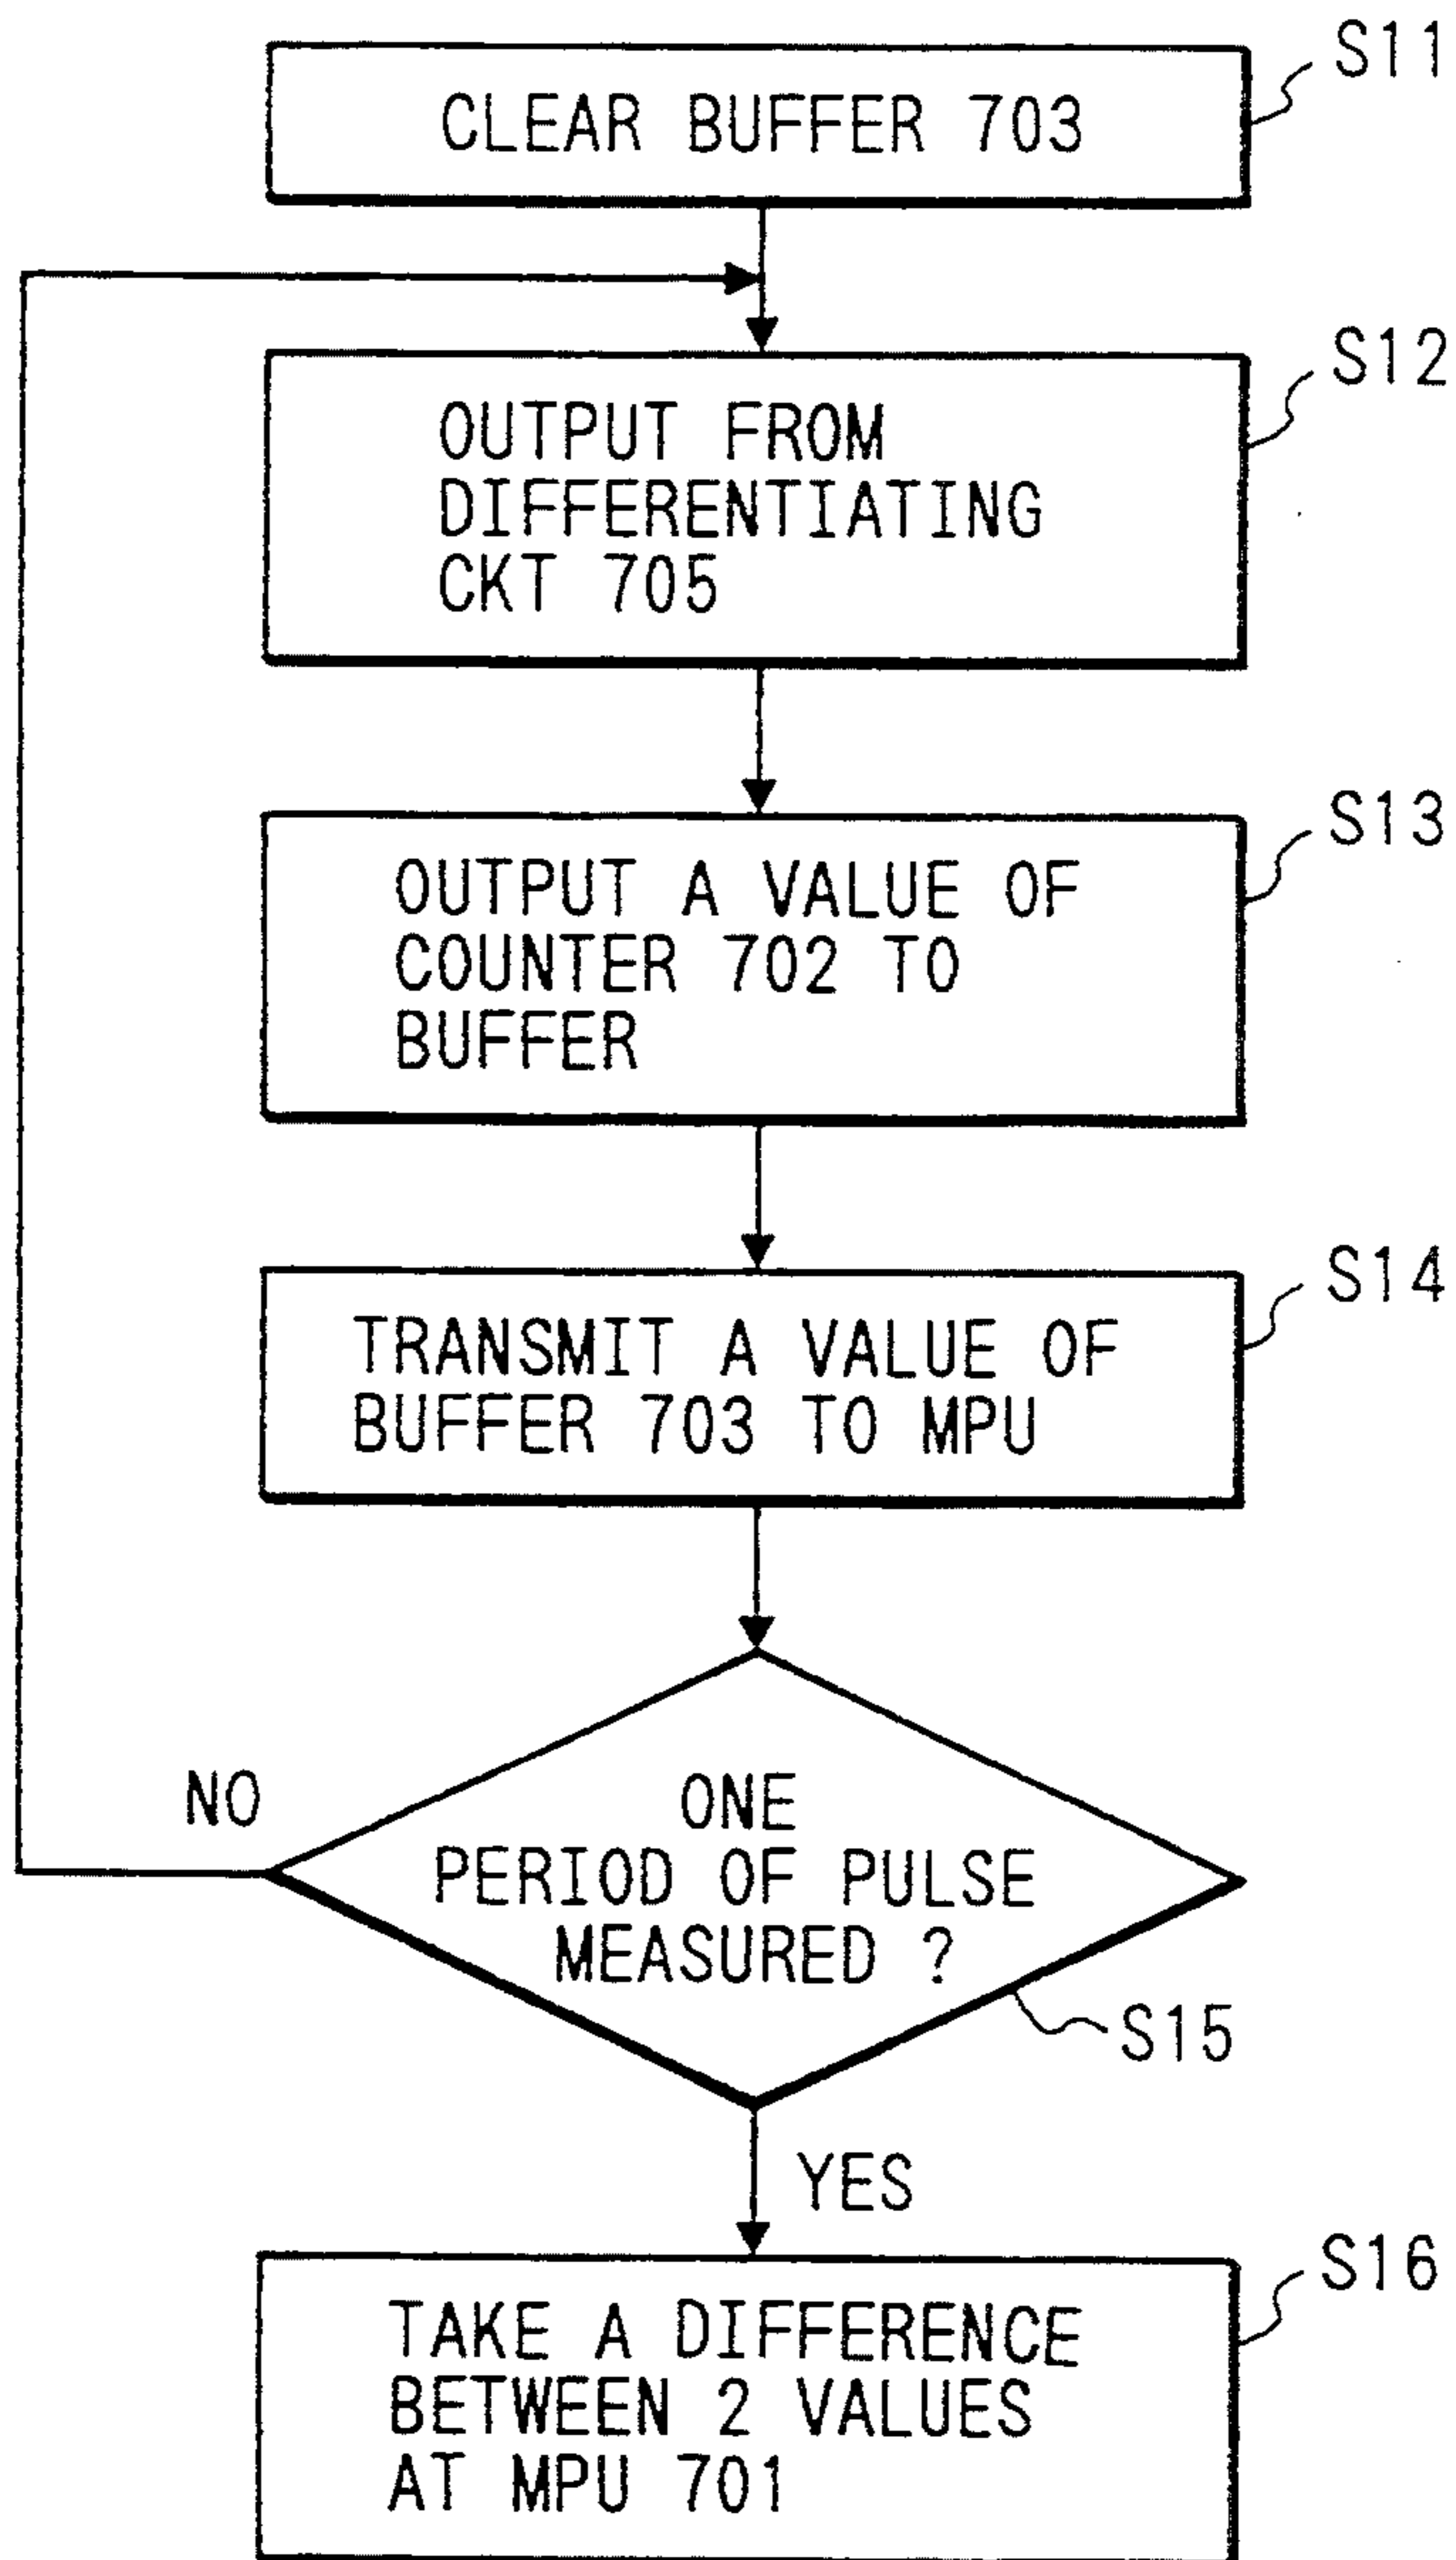 S11
CLEAR BUFFER 703
S12
OUTPUT FROM
DIFFERENTIATING
CKT 705
S13
OUTPUT A VALUE OF
COUNTER 702 TO
BUFFER
S14
TRANSMIT A VALUE OF
BUFFER 703 TO MPU
NO
ONE
PERIOD OF PULSE
MEASURED ?
S15
YES
S16
TAKE A DIFFERENCE
BETWEEN 2 VALUES
AT MPU 701